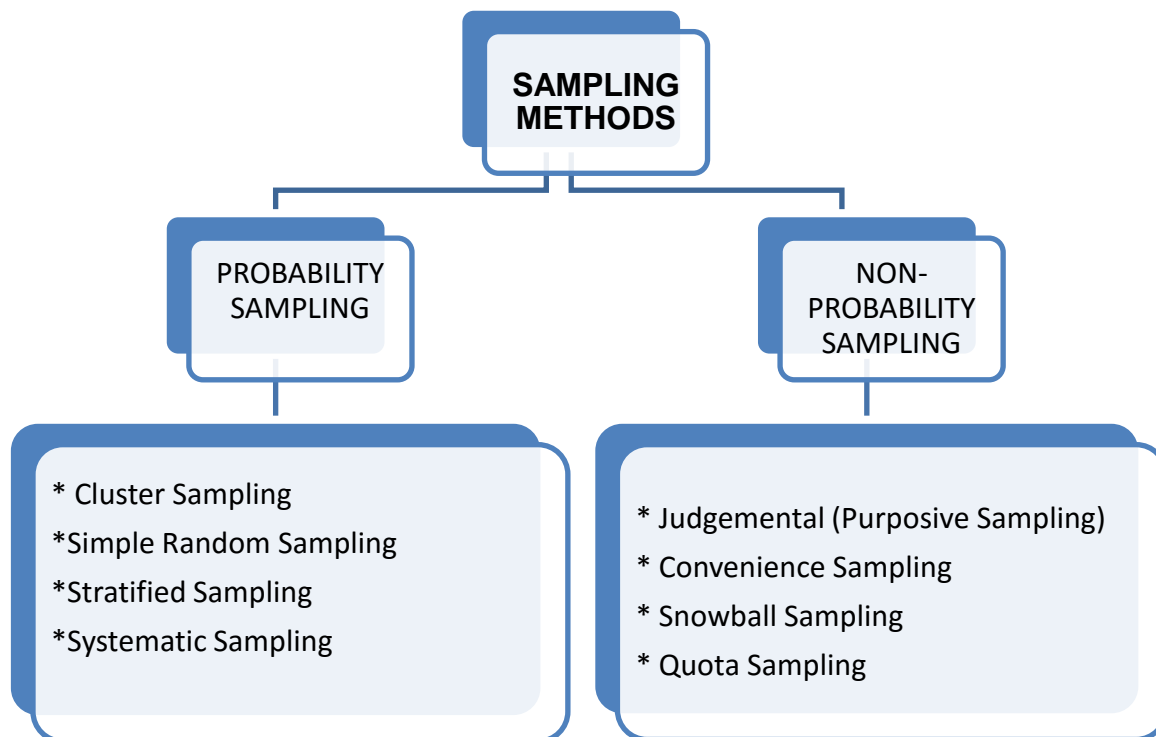 SAMPLING
METHODS
PROBABILITY
SAMPLING
NON-
PROBABILITY
SAMPLING
* Cluster Sampling
*Simple Random Sampling
*Stratified Sampling
*Systematic Sampling
* Judgemental (Purposive Sampling)
* Convenience Sampling
* Snowball Sampling
* Quota Sampling